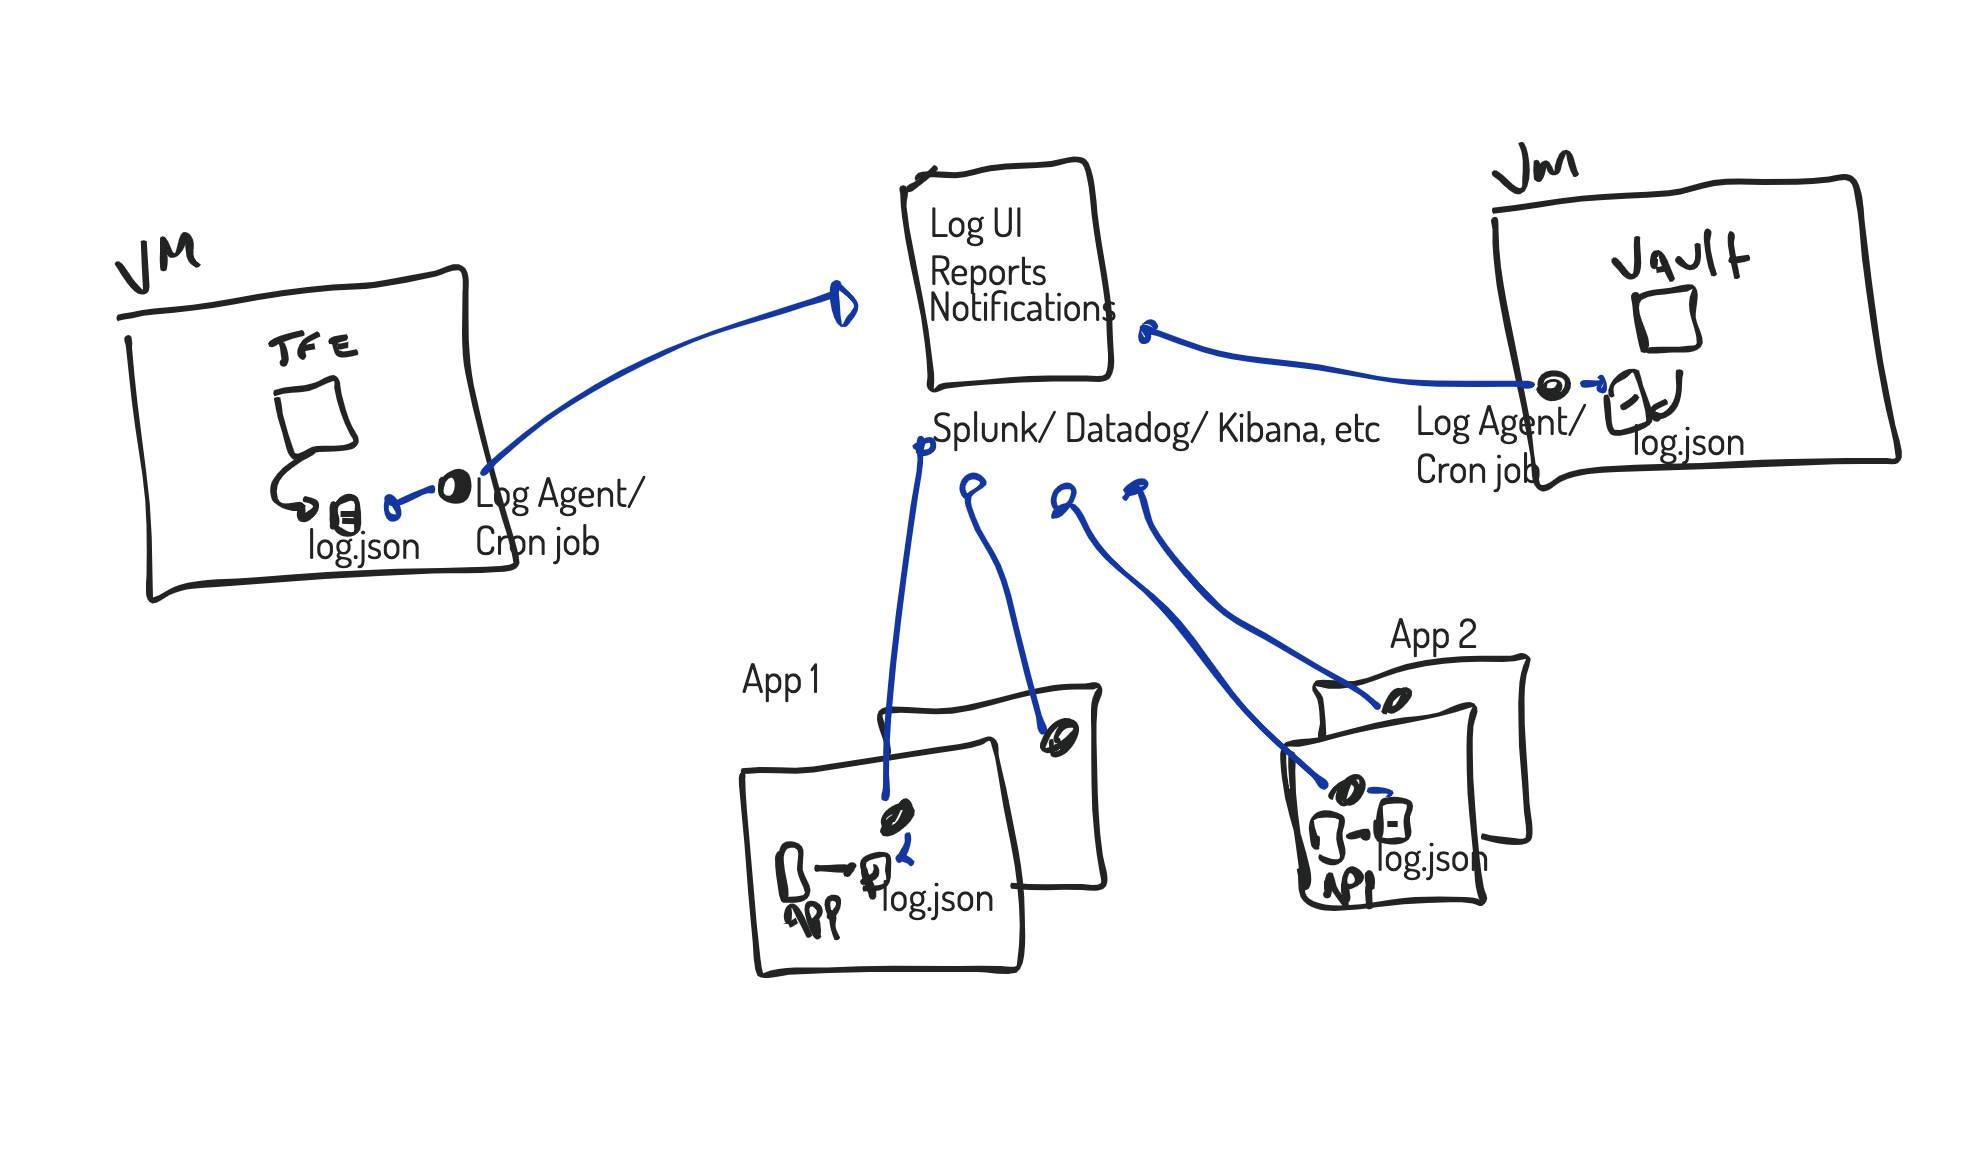 VM
TFE
log.json
Log Agent/
Cron job
Log UI
Reports
Notifications
Splunk/ Datadog/ Kibana, etc
Vm
VAULt
Log Agent/
Cron job
log.json
App 1
APP
log.json
App 2
log.json
APP